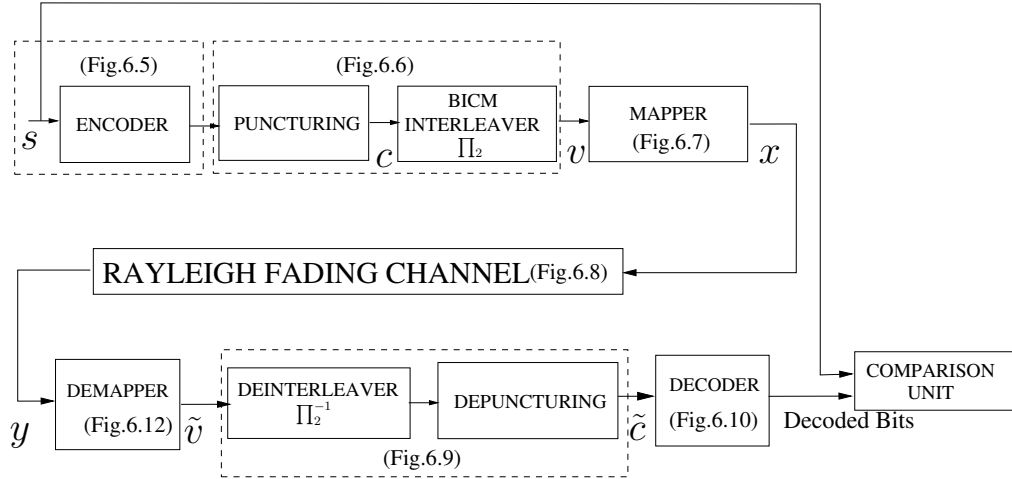 (Fig.6.5)
(Fig.6.6)
ENCODER
PUNCTURING
BICM
INTERLEAVER
∏₂
MAPPER
(Fig.6.7)
s
c
v
x
RAYLEIGH FADING CHANNEL(Fig.6.8)
DEMAPPER
(Fig.6.12)
DEINTERLEAVER
∏₂⁻¹
DEPUNCTURING
DECODER
(Fig.6.10)
COMPARISON
UNIT
y
ṽ
c̃
Decoded Bits
(Fig.6.9)